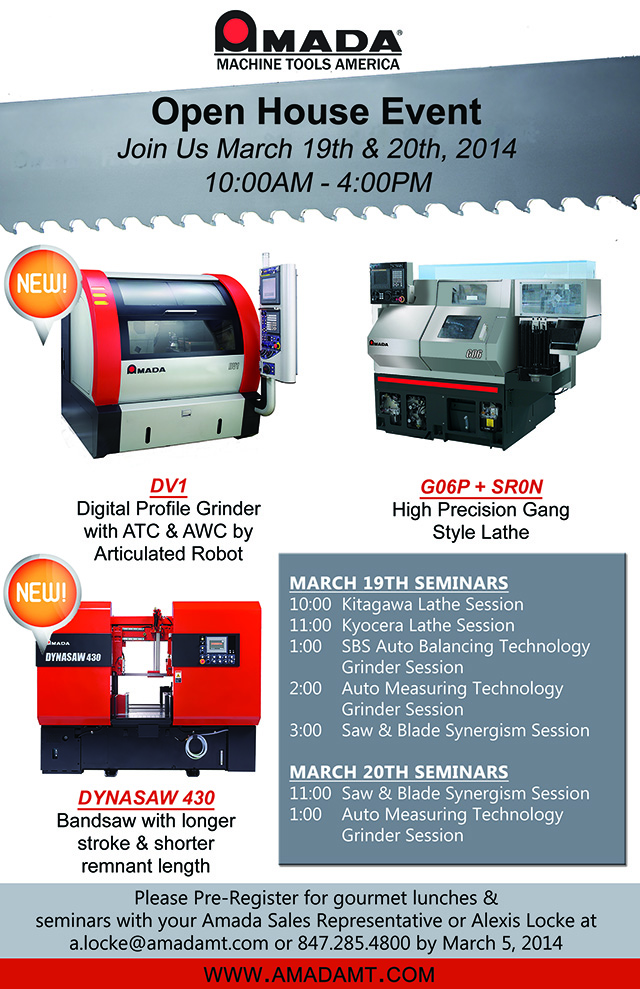 AMADA®
MACHINE TOOLS AMERICA
Open House Event
Join Us March 19th & 20th, 2014
10:00AM - 4:00PM
NEW!
AMADA
DV1
AMADA
G06
DV1
Digital Profile Grinder
with ATC & AWC by
Articulated Robot
G06P + SR0N
High Precision Gang
Style Lathe
NEW!
AMADA
DYNASAW 430
DYNASAW 430
Bandsaw with longer
stroke & shorter
remnant length
MARCH 19TH SEMINARS
10:00 Kitagawa Lathe Session
11:00 Kyocera Lathe Session
1:00 SBS Auto Balancing Technology
Grinder Session
2:00 Auto Measuring Technology
Grinder Session
3:00 Saw & Blade Synergism Session
MARCH 20TH SEMINARS
11:00 Saw & Blade Synergism Session
1:00 Auto Measuring Technology
Grinder Session
Please Pre-Register for gourmet lunches &
seminars with your Amada Sales Representative or Alexis Locke at
a.locke@amadamt.com or 847.285.4800 by March 5, 2014
WWW.AMADAMT.COM